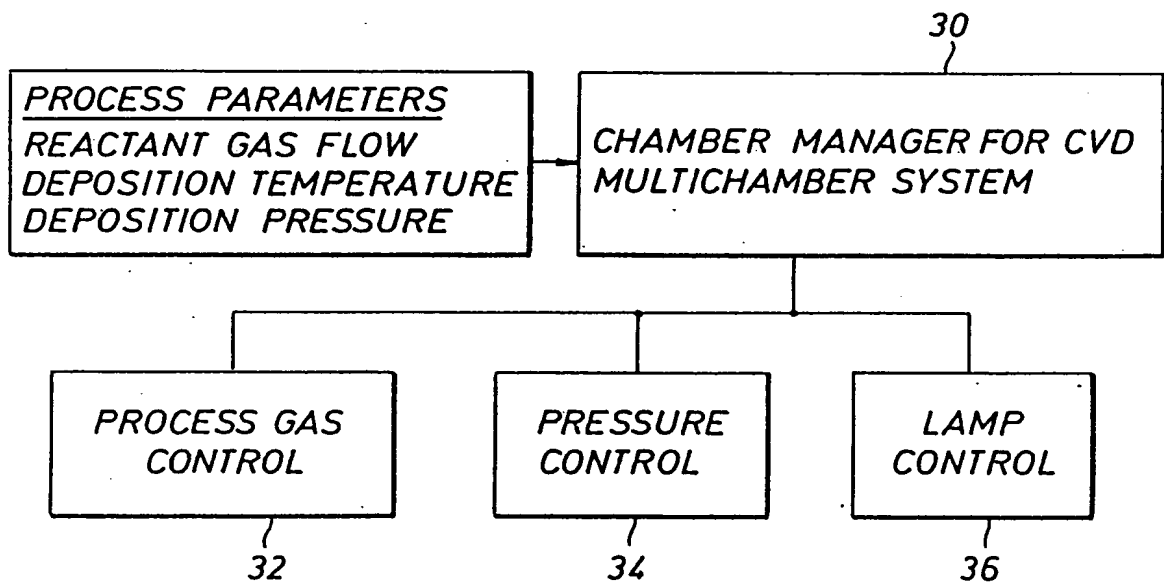 30
PROCESS PARAMETERS
REACTANT GAS FLOW
DEPOSITION TEMPERATURE
DEPOSITION PRESSURE
CHAMBER MANAGER FOR CVD
MULTICHAMBER SYSTEM
PROCESS GAS
CONTROL
PRESSURE
CONTROL
LAMP
CONTROL
32
34
36